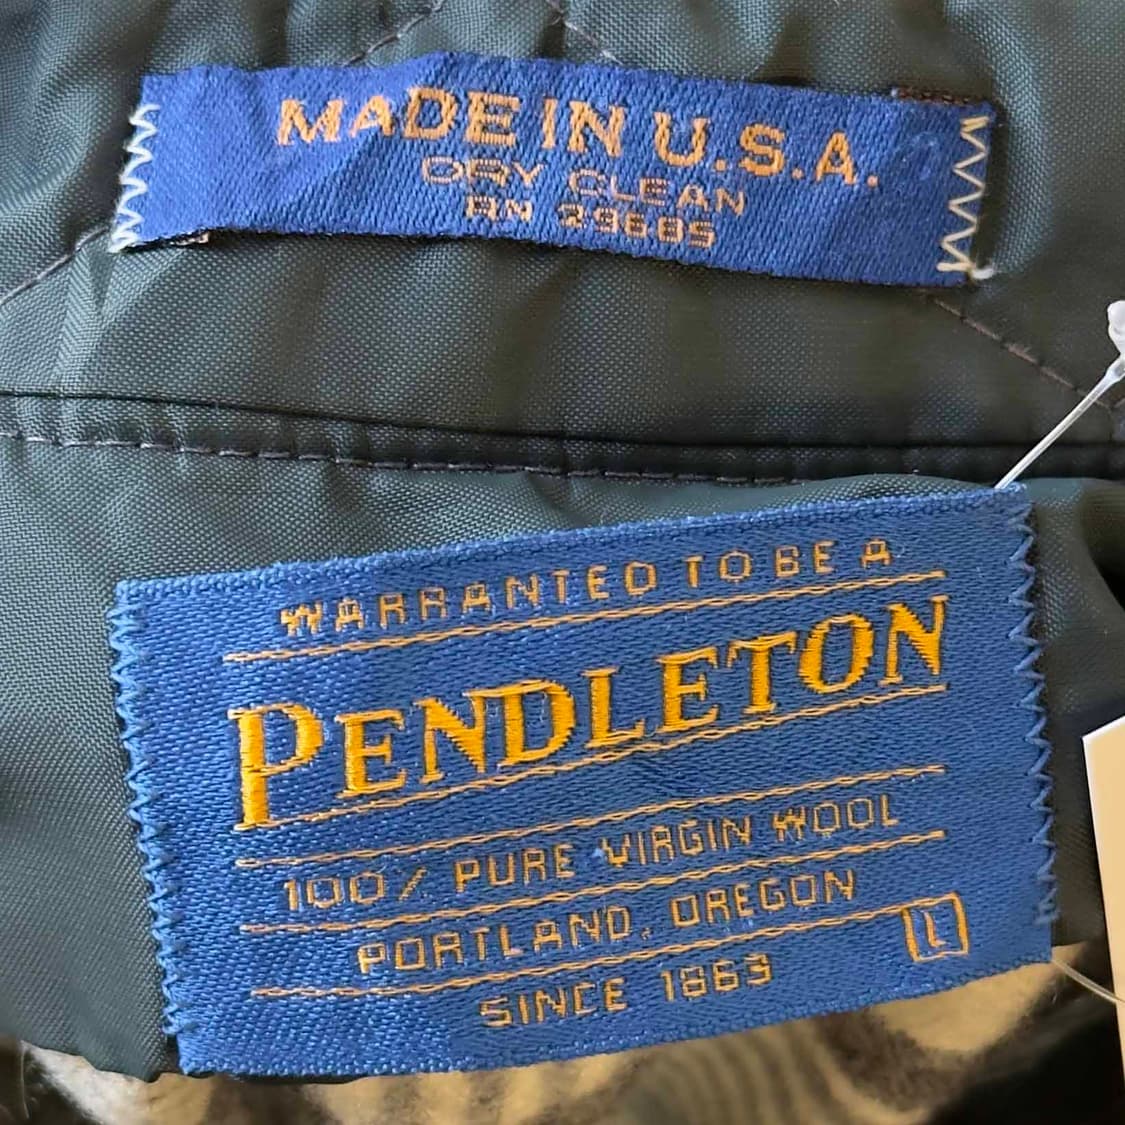 MADE IN U.S.A.
DRY CLEAN
RN 29685
WARRANTED TO BE A
PENDLETON
100% PURE VIRGIN WOOL
PORTLAND, OREGON
L
SINCE 1863